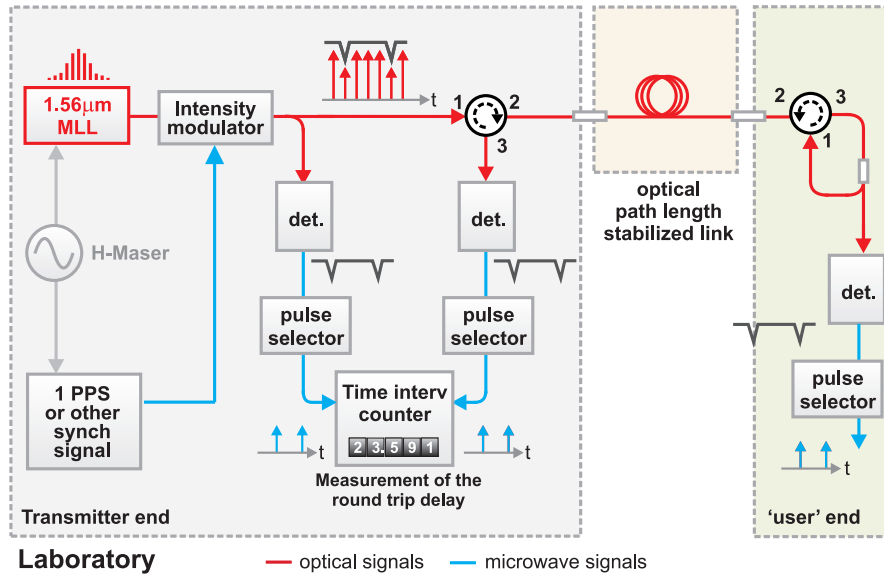 1.56μm
MLL
Intensity
modulator
t
1
2
3
2
3
1
det.
det.
optical
path length
stabilized link
H-Maser
det.
pulse
selector
pulse
selector
pulse
selector
1 PPS
or other
synch
signal
Time interv
counter
2 3.5 9 1
t
t
t
Measurement of the
round trip delay
Transmitter end
'user' end
Laboratory
optical signals
microwave signals